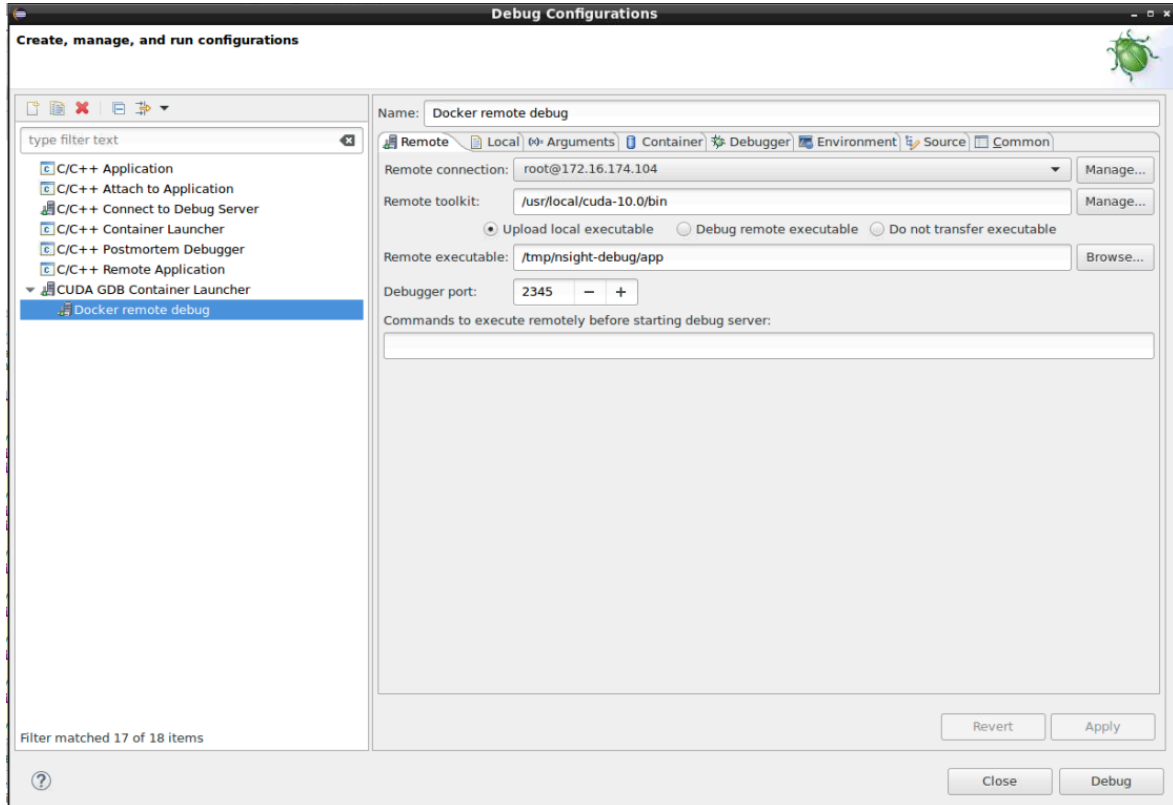 Debug Configurations
Create, manage, and run configurations
type filter text
C/C++ Application
C/C++ Attach to Application
C/C++ Connect to Debug Server
C/C++ Container Launcher
C/C++ Postmortem Debugger
C/C++ Remote Application
CUDA GDB Container Launcher
Docker remote debug
Filter matched 17 of 18 items
Name: Docker remote debug
Remote Local (x)= Arguments Container Debugger Environment Source Common
Remote connection: root@172.16.174.104 Manage...
Remote toolkit: /usr/local/cuda-10.0/bin Manage...
Upload local executable Debug remote executable Do not transfer executable
Remote executable: /tmp/nsight-debug/app Browse...
Debugger port: 2345 − +
Commands to execute remotely before starting debug server:
Revert Apply
? Close Debug